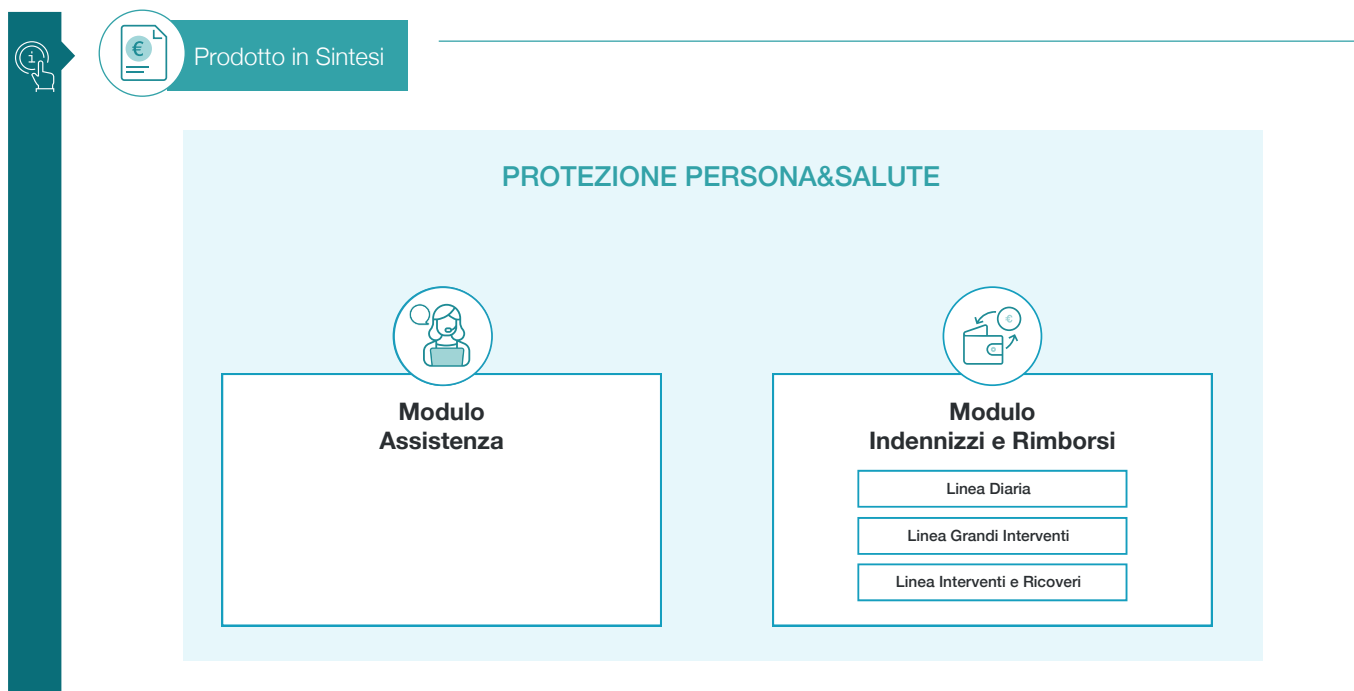 Prodotto in Sintesi
PROTEZIONE PERSONA&SALUTE
Modulo
Assistenza
Modulo
Indennizzi e Rimborsi
Linea Diaria
Linea Grandi Interventi
Linea Interventi e Ricoveri